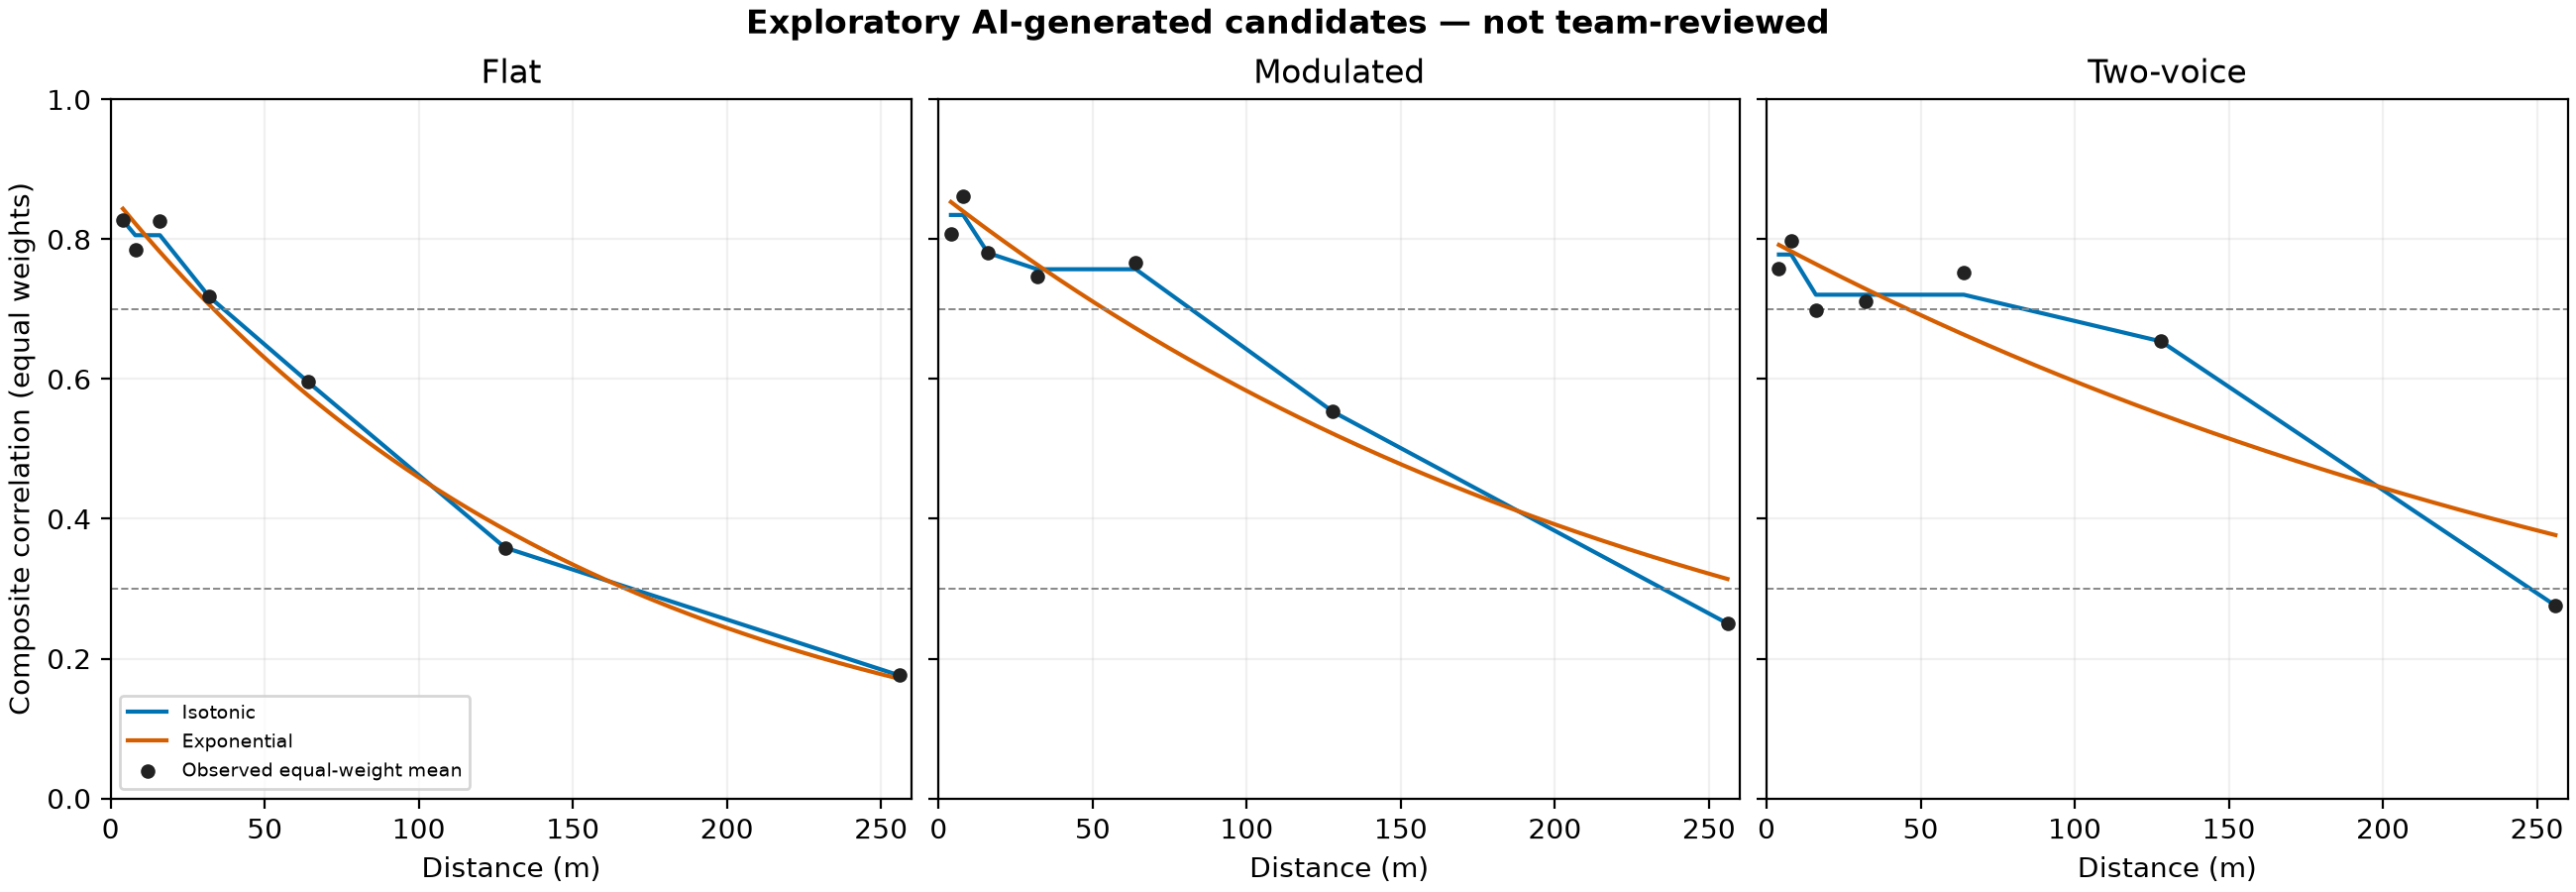 Exploratory AI-generated candidates — not team-reviewed
Flat
Modulated
Two-voice
Composite correlation (equal weights)
1.0
0.8
0.6
0.4
0.2
0.0
Isotonic
Exponential
Observed equal-weight mean
0 50 100 150 200 250
0 50 100 150 200 250
0 50 100 150 200 250
Distance (m)
Distance (m)
Distance (m)